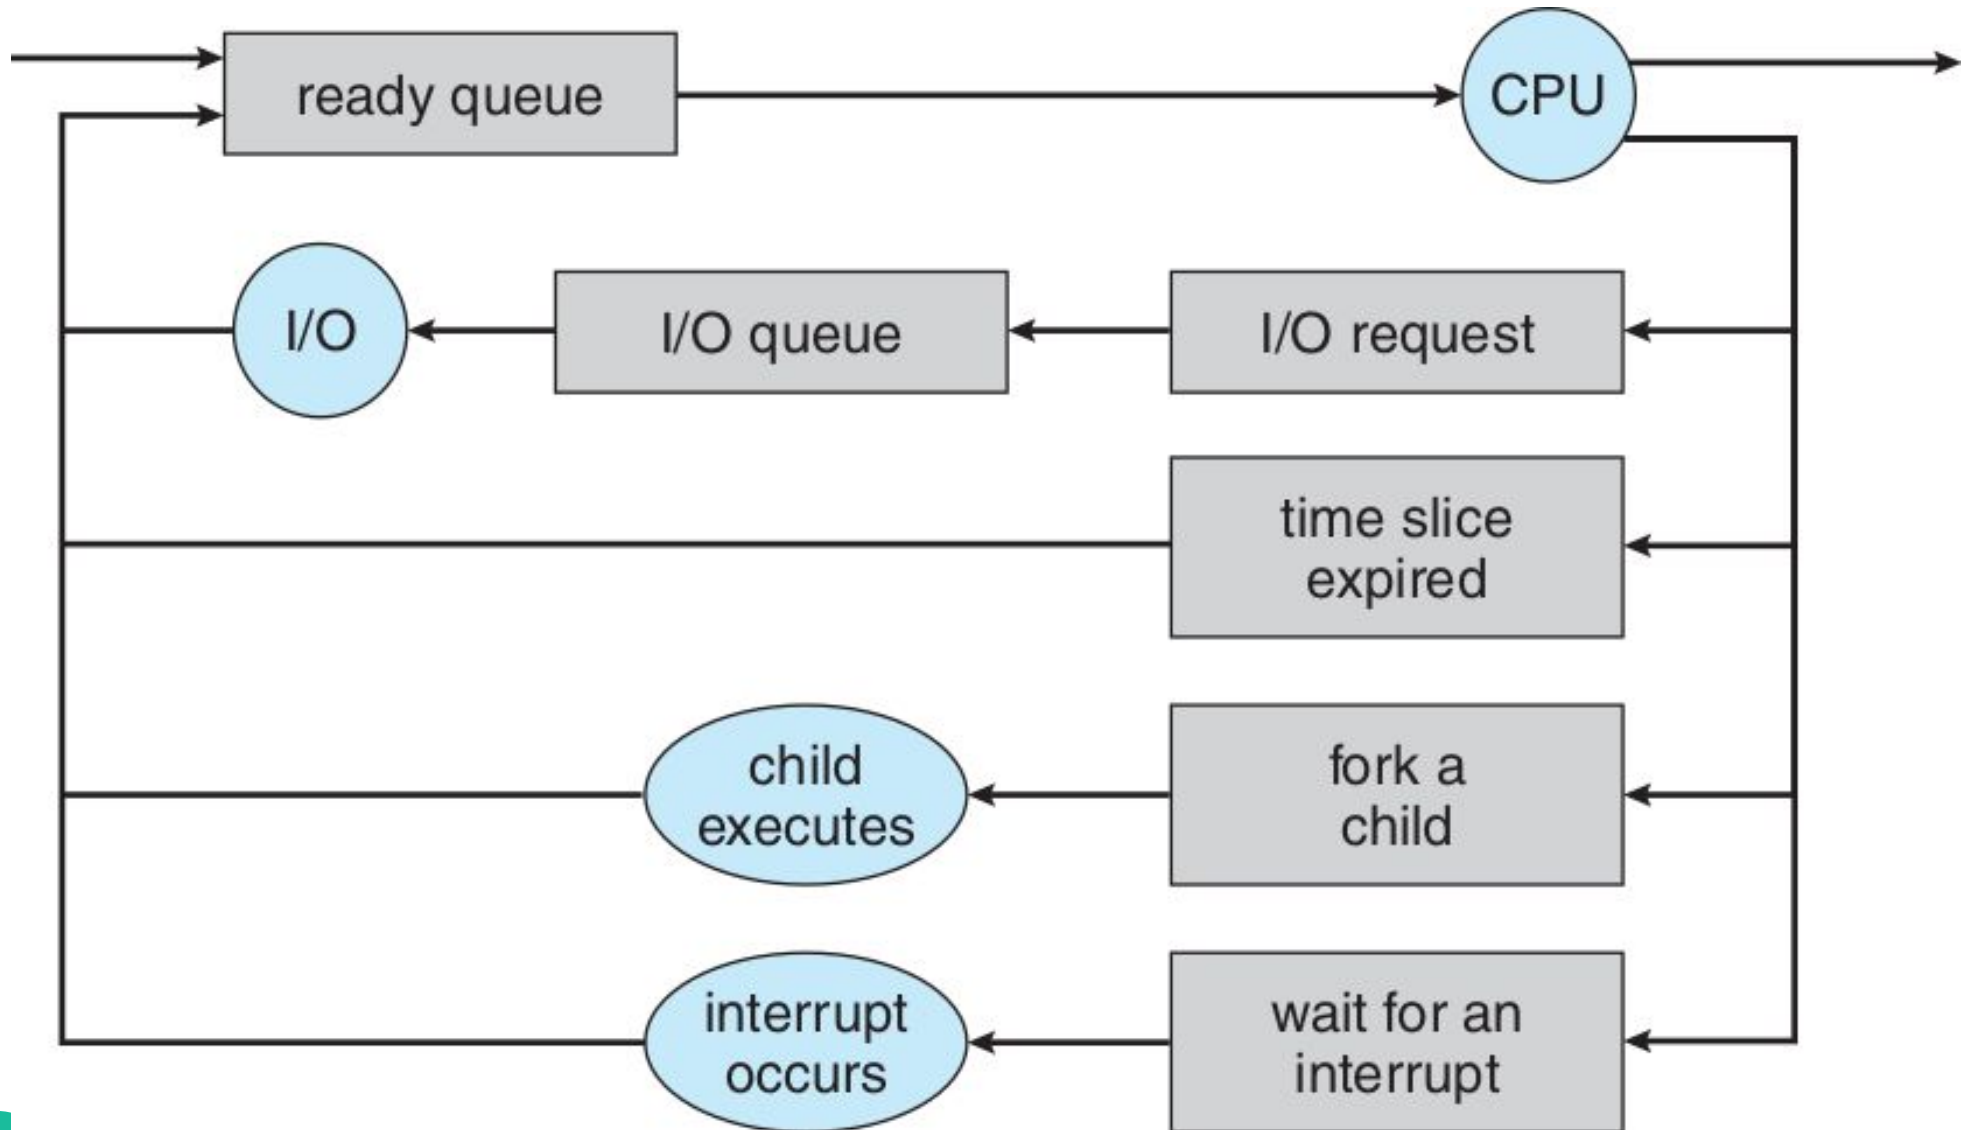 ready queue
CPU
I/O
I/O queue
I/O request
time slice
expired
child
executes
fork a
child
interrupt
occurs
wait for an
interrupt